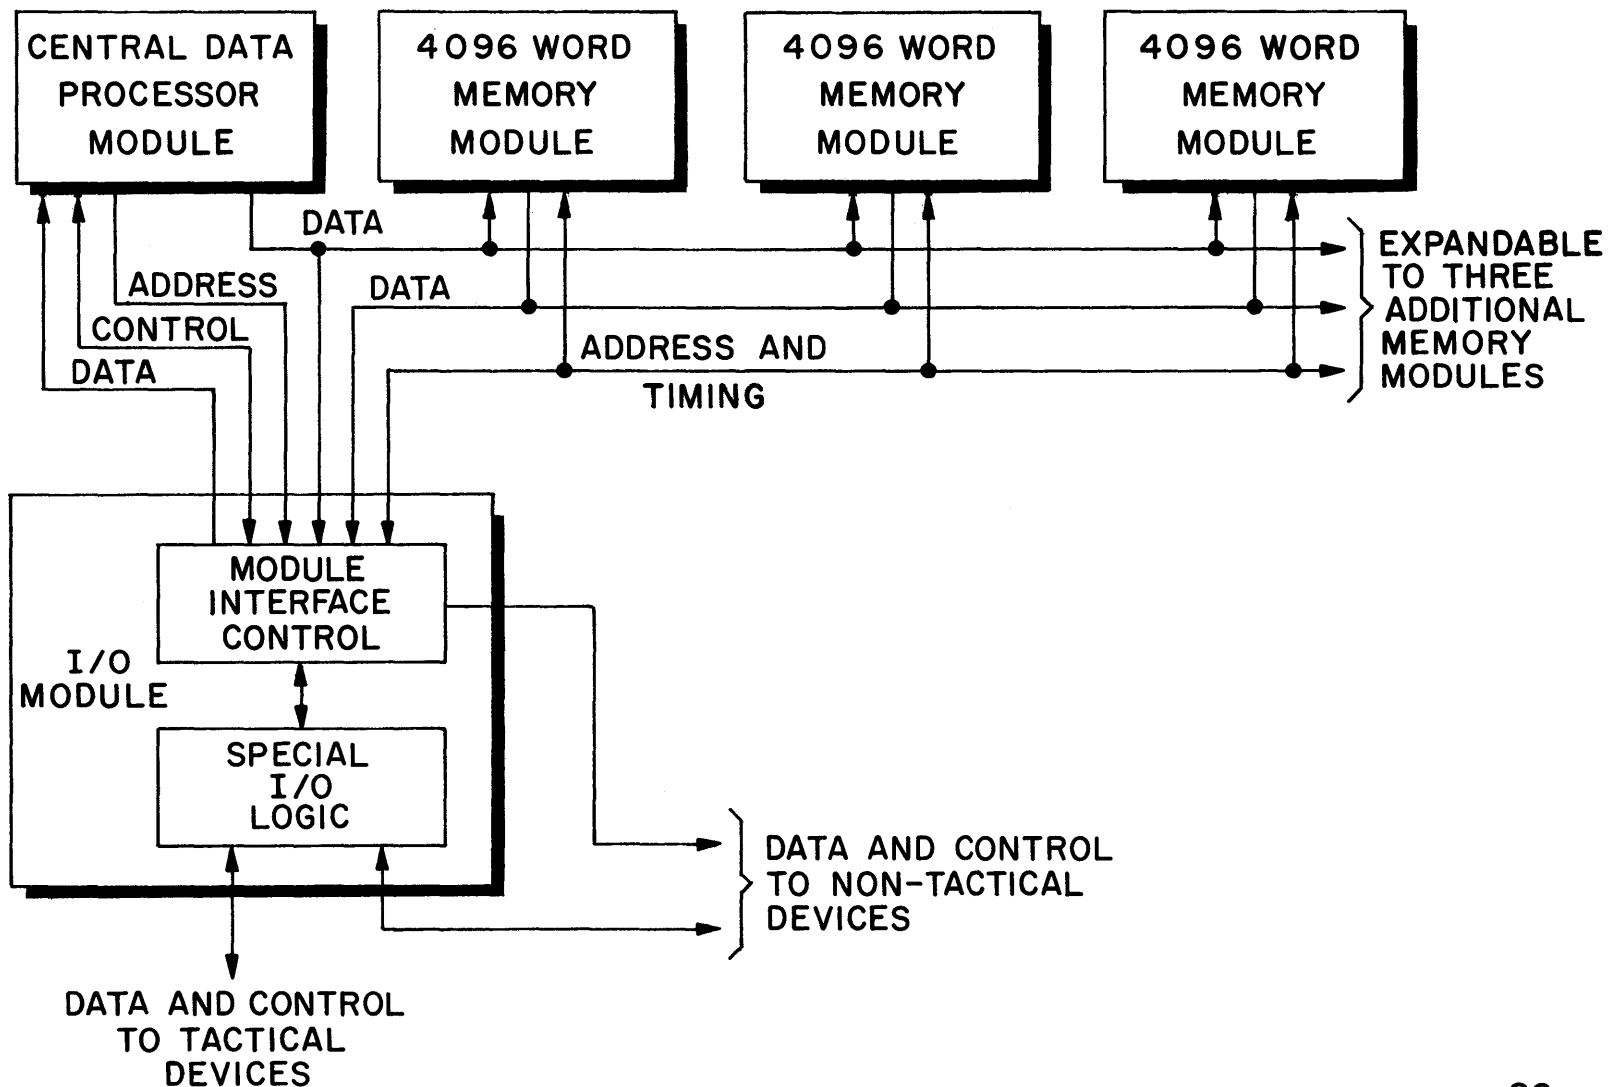 CENTRAL DATA
PROCESSOR
MODULE
4096 WORD
MEMORY
MODULE
4096 WORD
MEMORY
MODULE
4096 WORD
MEMORY
MODULE
DATA
ADDRESS
DATA
CONTROL
DATA
ADDRESS AND
TIMING
EXPANDABLE
TO THREE
ADDITIONAL
MEMORY
MODULES
MODULE
INTERFACE
CONTROL
I/O
MODULE
SPECIAL
I/O
LOGIC
DATA AND CONTROL
TO NON-TACTICAL
DEVICES
DATA AND CONTROL
TO TACTICAL
DEVICES